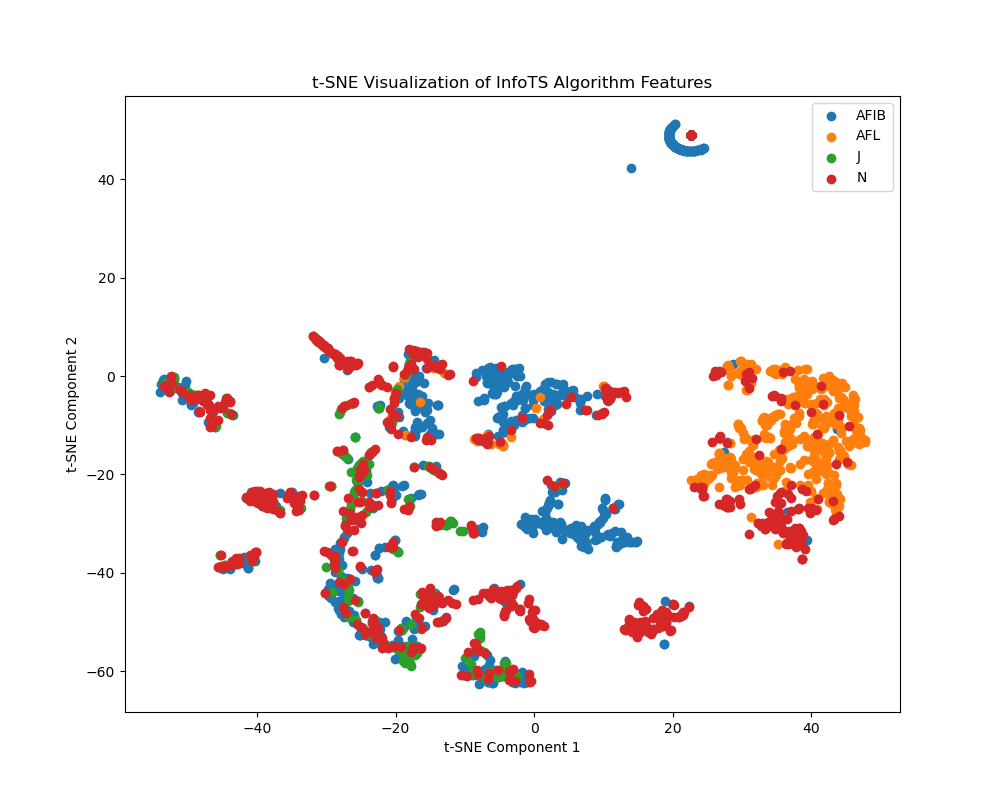 t-SNE Visualization of InfoTS Algorithm Features
AFIB
AFL
J
N
40
20
0
−20
−40
−60
t-SNE Component 2
−40
−20
0
20
40
t-SNE Component 1